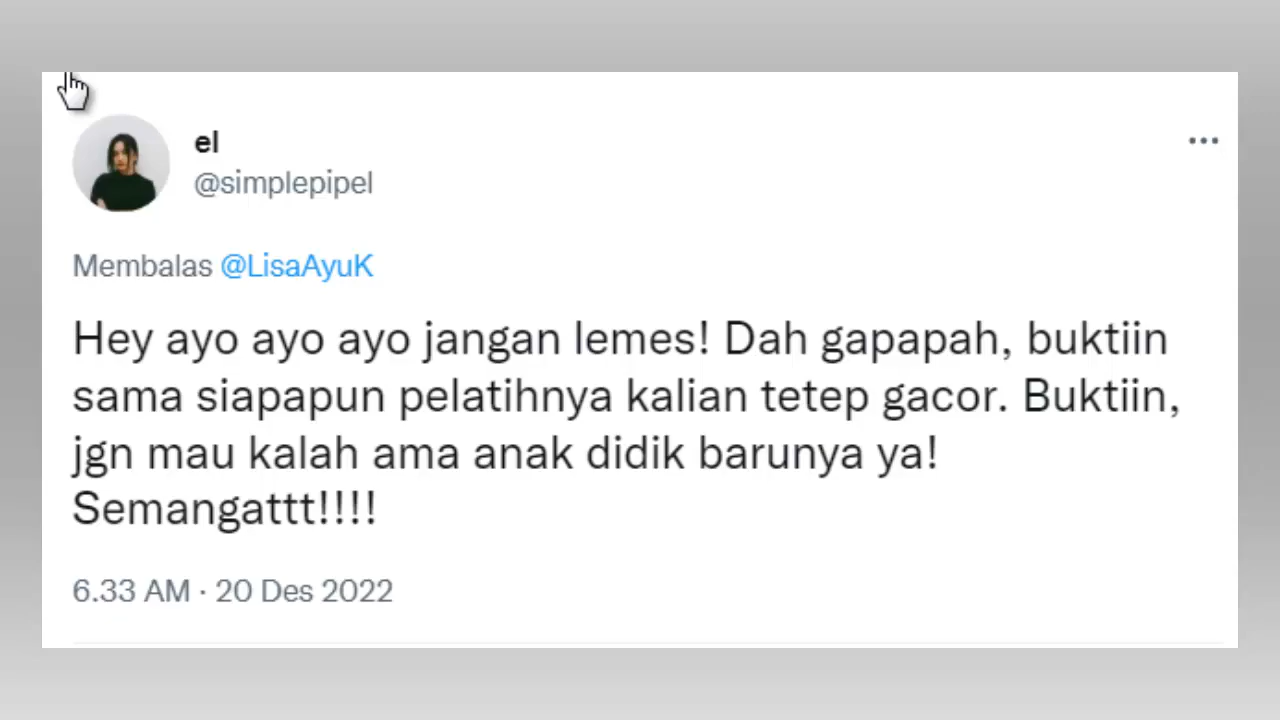 el
@simplepipel
Membalas @LisaAyuK
Hey ayo ayo ayo jangan lemes! Dah gapapah, buktiin
sama siapapun pelatihnya kalian tetep gacor. Buktiin,
jgn mau kalah ama anak didik barunya ya!
Semangattt!!!!
6.33 AM · 20 Des 2022